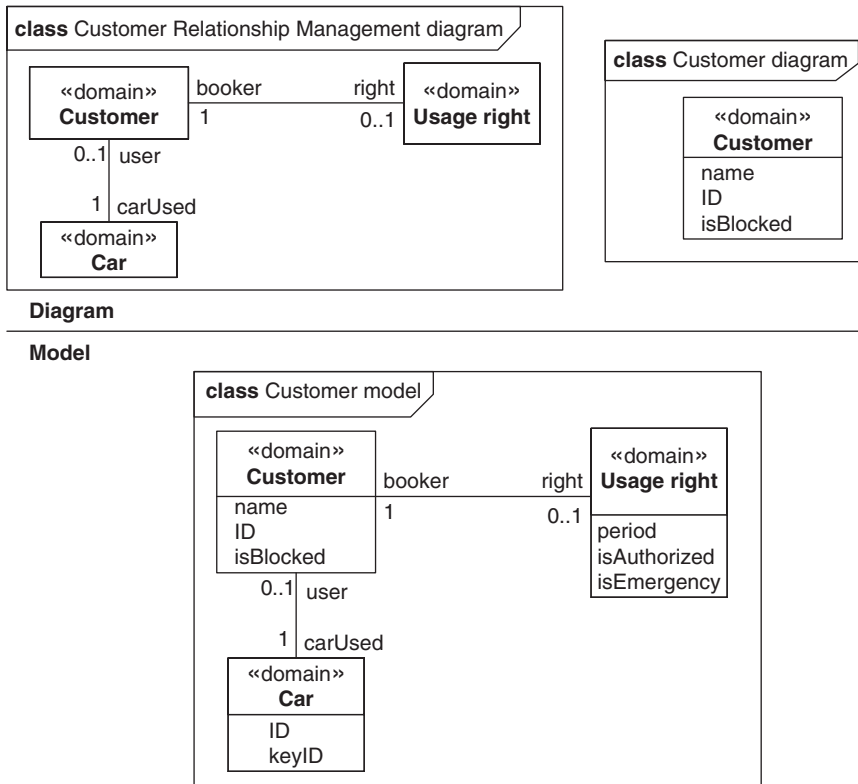 class Customer Relationship Management diagram
«domain»
Customer
booker
1
right
0..1
«domain»
Usage right
0..1 user
1 carUsed
«domain»
Car
class Customer diagram
«domain»
Customer
name
ID
isBlocked
Diagram
Model
class Customer model
«domain»
Customer
name
ID
isBlocked
booker
1
right
0..1
«domain»
Usage right
period
isAuthorized
isEmergency
0..1 user
1 carUsed
«domain»
Car
ID
keyID